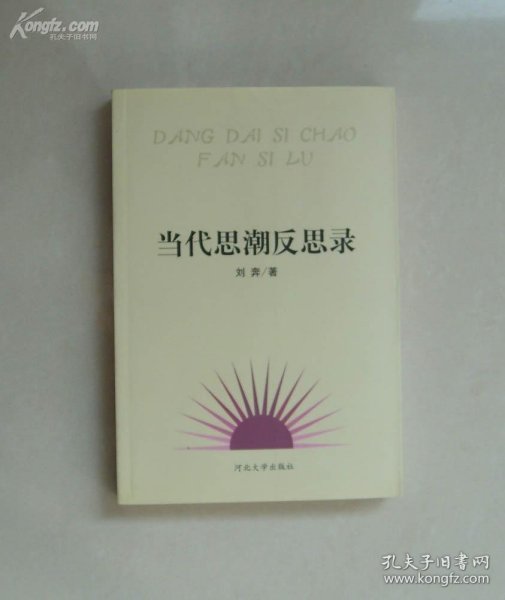 Kongfz.com
孔夫子旧书网
DANG DAI SI CHAO
FAN SI LU
当代思潮反思录
刘 奔/著
河北大学出版社
孔夫子旧书网
www.kongfz.com